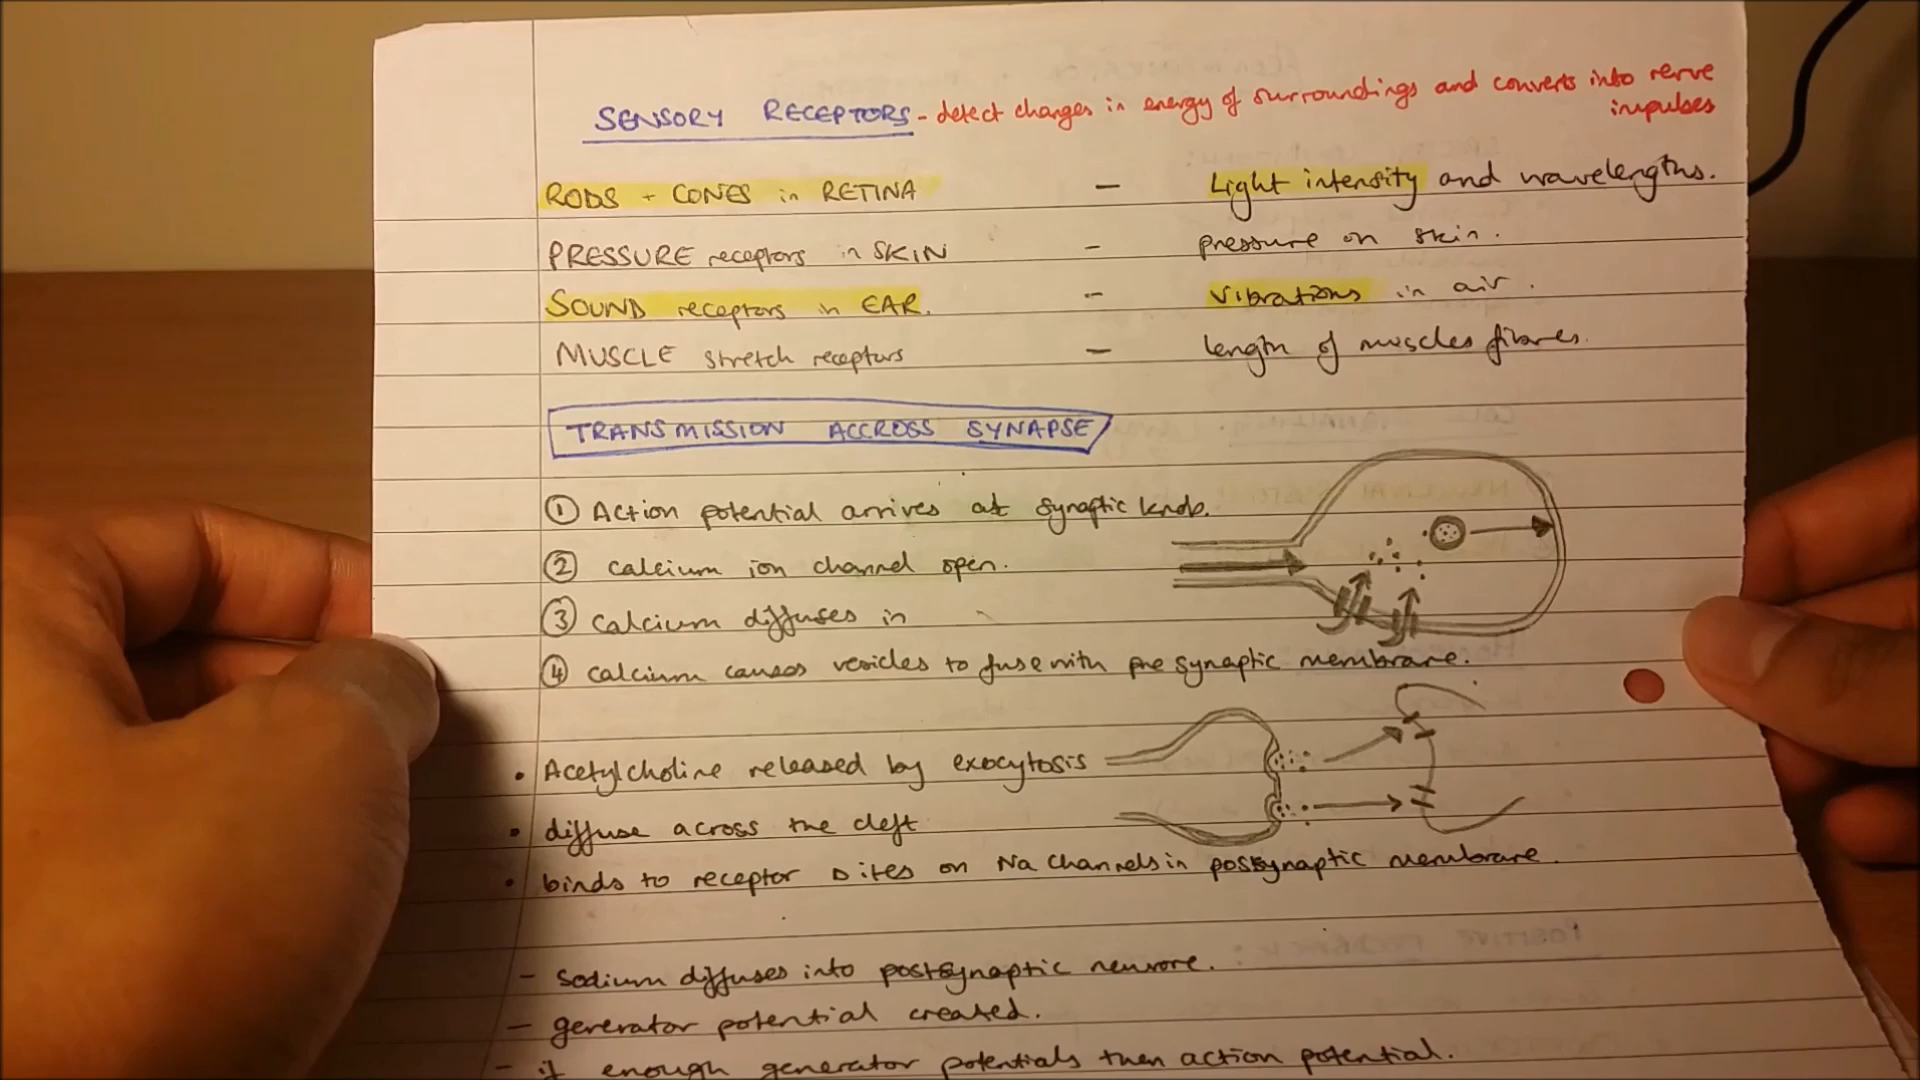 SENSORY RECEPTORS - detect changes in energy of surroundings and converts into nerve
impulses
RODS + CONES in RETINA - Light intensity and wavelengths.
PRESSURE receptors in SKIN - pressure on skin.
SOUND receptors in EAR. - Vibrations in air.
MUSCLE stretch receptors - length of muscles fibres.
TRANSMISSION ACCROSS SYNAPSE
① Action potential arrives at synaptic knob.
② calcium ion channel open.
③ calcium diffuses in
④ calcium causes vesicles to fuse with pre synaptic membrane.
• Acetylcholine released by exocytosis
• diffuse across the cleft
• binds to receptor sites on Na channels in postsynaptic membrane.
- sodium diffuses into postsynaptic neurone.
- generator potential created.
- if enough generator potentials then action potential.